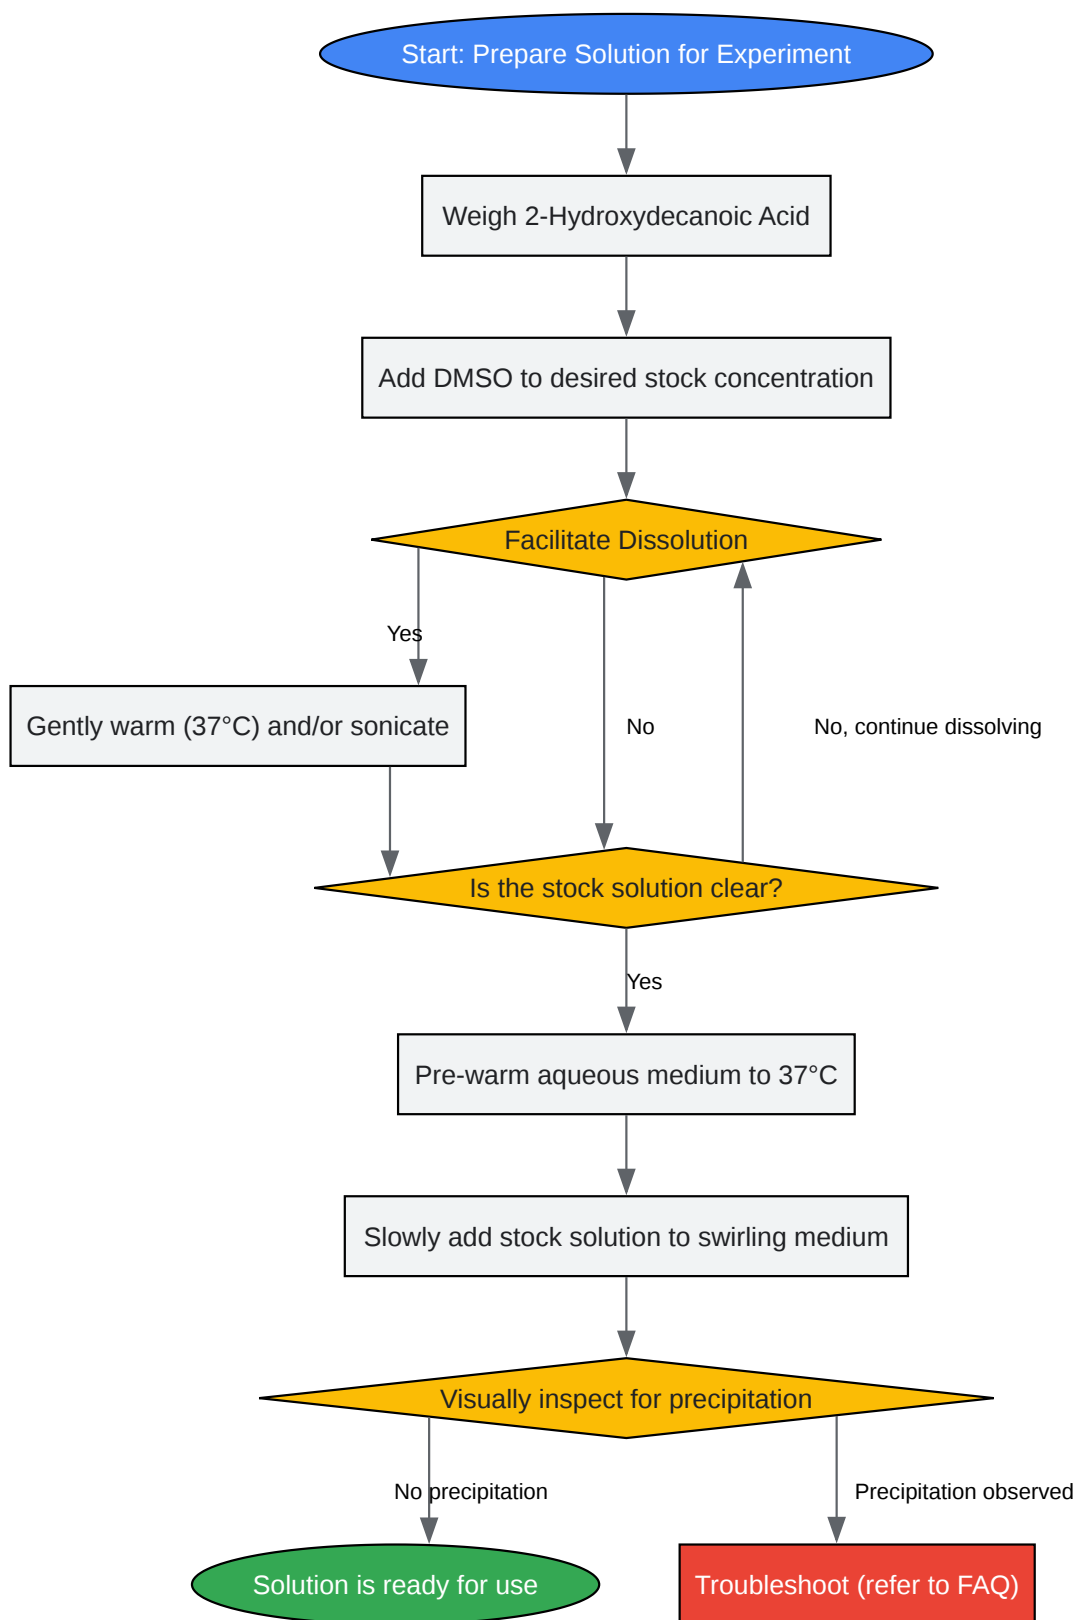 Start: Prepare Solution for Experiment
Weigh 2-Hydroxydecanoic Acid
Add DMSO to desired stock concentration
Facilitate Dissolution
Yes
Gently warm (37°C) and/or sonicate
No
No, continue dissolving
Is the stock solution clear?
Yes
Pre-warm aqueous medium to 37°C
Slowly add stock solution to swirling medium
Visually inspect for precipitation
No precipitation
Precipitation observed
Solution is ready for use
Troubleshoot (refer to FAQ)